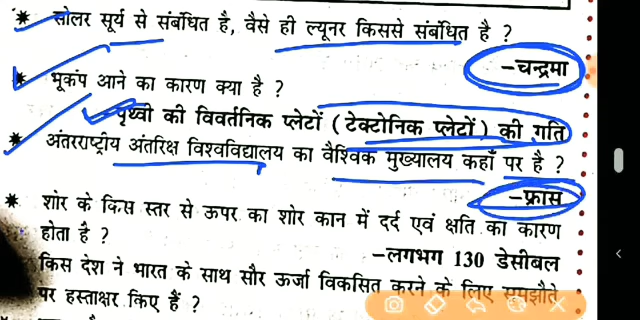 * सोलर सूर्य से संबंधित है, वैसे ही ल्यूनर किससे संबंधित है ?
–चन्द्रमा
* भूकंप आने का कारण क्या है ?
–पृथ्वी की विवर्तनिक प्लेटों (टेक्टोनिक प्लेटों) की गति
* अंतरराष्ट्रीय अंतरिक्ष विश्वविद्यालय का वैश्विक मुख्यालय कहाँ पर है ?
–फ्रांस
* शोर के किस स्तर से ऊपर का शोर कान में दर्द एवं क्षति का कारण
होता है ?
–लगभग 130 डेसीबल
किस देश ने भारत के साथ सौर ऊर्जा विकसित करने के लिए समझौते
पर हस्ताक्षर किए हैं ?